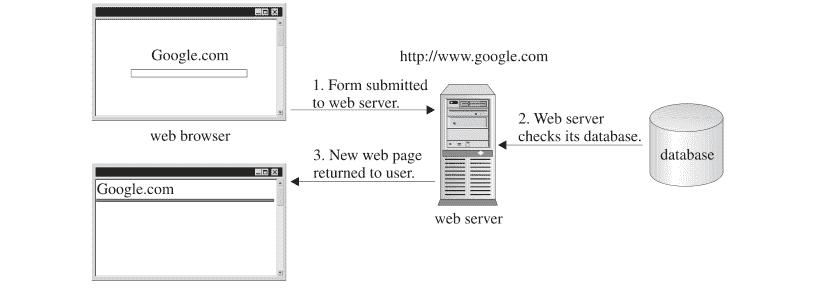 Google.com
http://www.google.com
1. Form submitted
to web server.
2. Web server
checks its database.
web browser
database
3. New web page
returned to user.
Google.com
web server